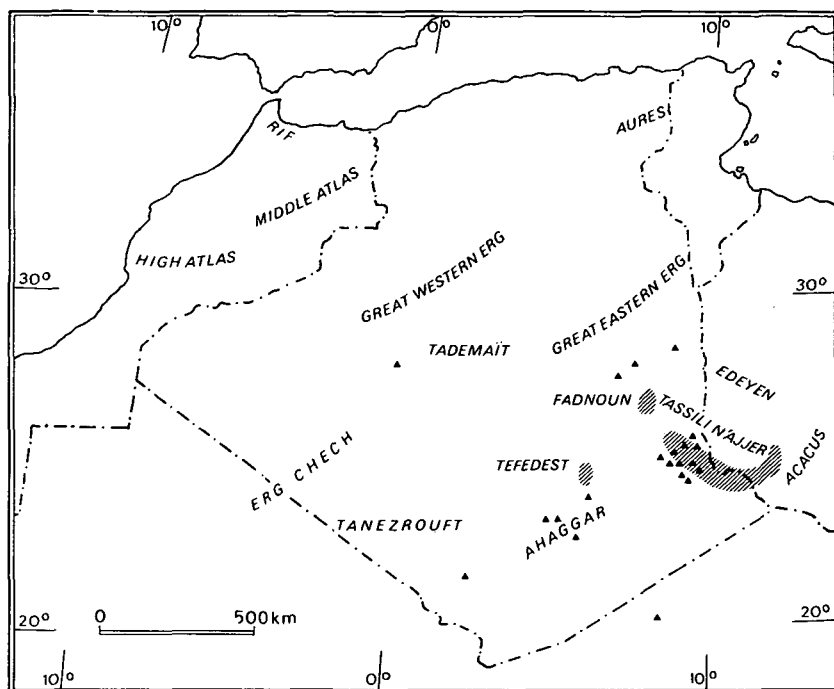 10° 0° 10°
RIF
AURES
MIDDLE ATLAS
HIGH ATLAS
GREAT WESTERN ERG
30° 30°
GREAT EASTERN ERG
TADEMAÏT
EDEYEN
FADNOUN
TASSILI N'AJJER
ACACUS
ERG CHECH
TEFEDEST
TANEZROUFT
AHAGGAR
0 500km
20° 20°
10° 0° 10°